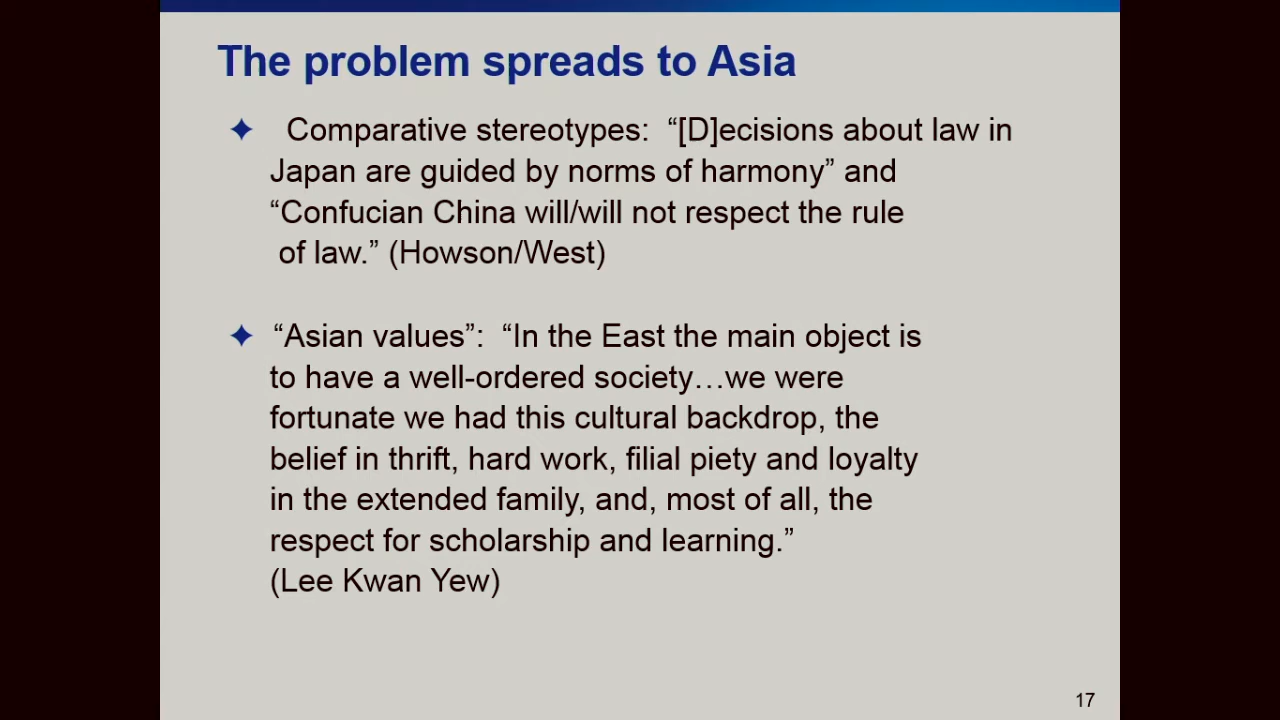 The problem spreads to Asia
Comparative stereotypes: “[D]ecisions about law in
Japan are guided by norms of harmony” and
“Confucian China will/will not respect the rule
of law.” (Howson/West)
“Asian values”: “In the East the main object is
to have a well-ordered society…we were
fortunate we had this cultural backdrop, the
belief in thrift, hard work, filial piety and loyalty
in the extended family, and, most of all, the
respect for scholarship and learning.”
(Lee Kwan Yew)
17